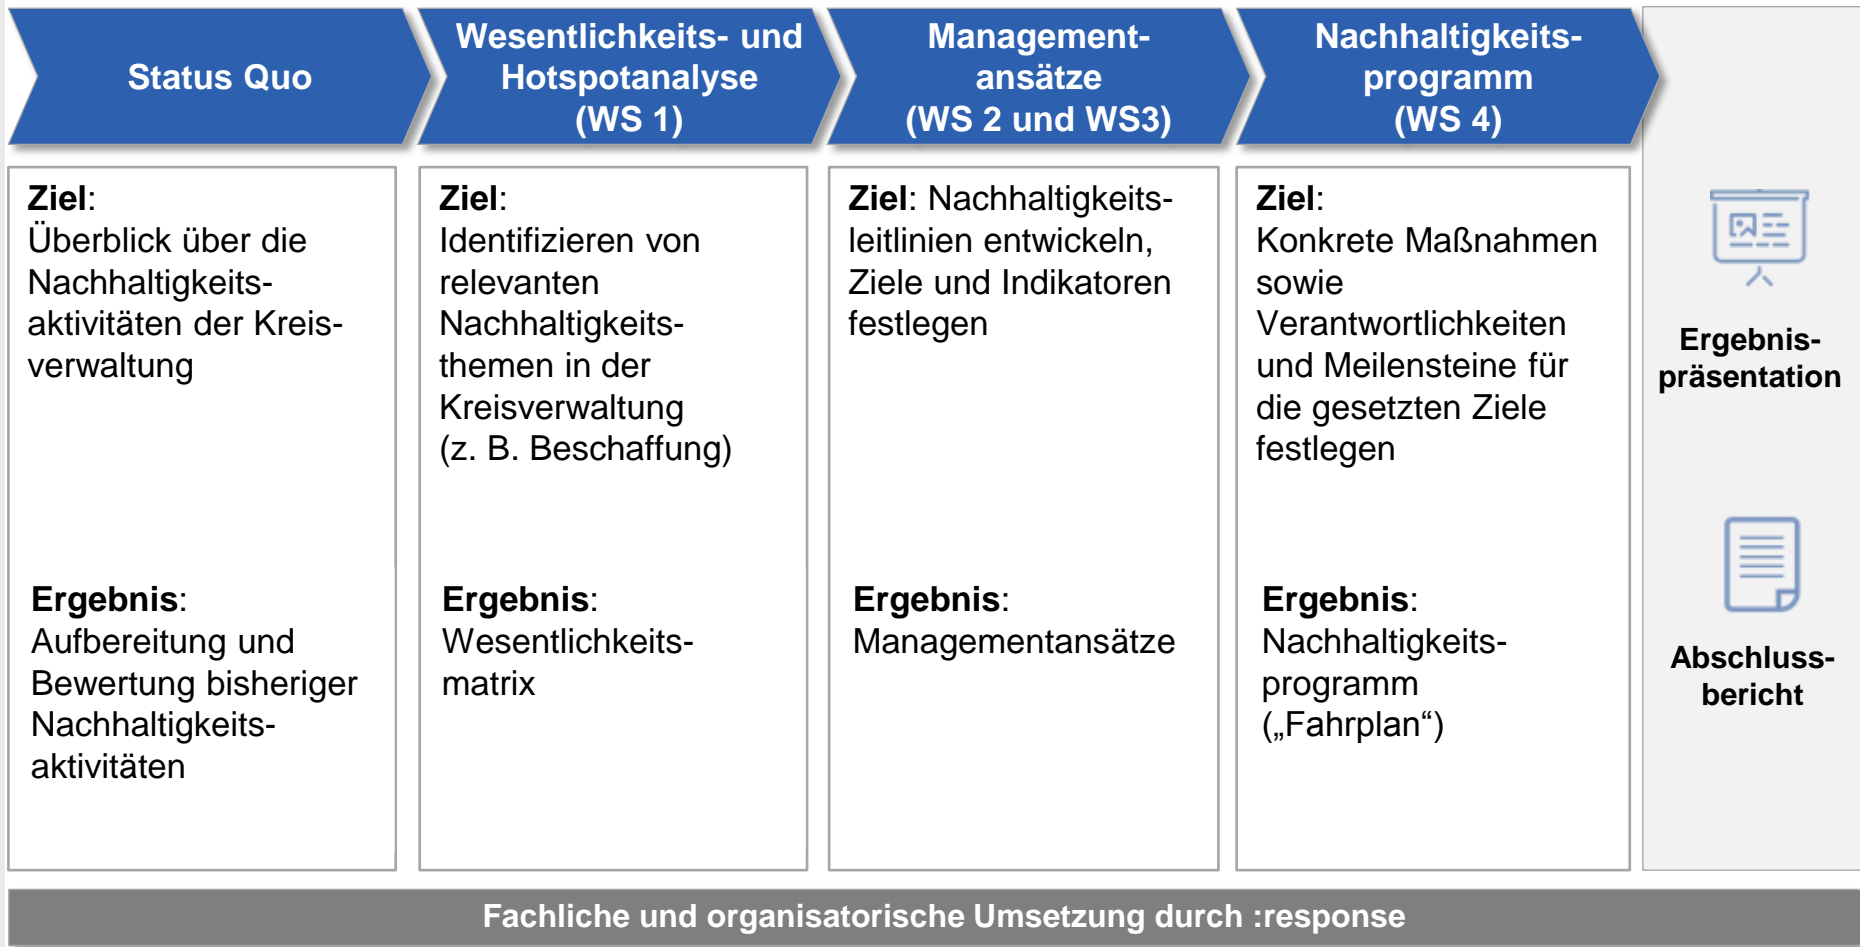 Status Quo
Wesentlichkeits- und
Hotspotanalyse
(WS 1)
Management-
ansätze
(WS 2 und WS3)
Nachhaltigkeits-
programm
(WS 4)
Ziel:
Überblick über die
Nachhaltigkeits-
aktivitäten der Kreis-
verwaltung
Ergebnis:
Aufbereitung und
Bewertung bisheriger
Nachhaltigkeits-
aktivitäten
Ziel:
Identifizieren von
relevanten
Nachhaltigkeits-
themen in der
Kreisverwaltung
(z. B. Beschaffung)
Ergebnis:
Wesentlichkeits-
matrix
Ziel: Nachhaltigkeits-
leitlinien entwickeln,
Ziele und Indikatoren
festlegen
Ergebnis:
Managementansätze
Ziel:
Konkrete Maßnahmen
sowie
Verantwortlichkeiten
und Meilensteine für
die gesetzten Ziele
festlegen
Ergebnis:
Nachhaltigkeits-
programm
(„Fahrplan“)
Ergebnis-
präsentation
Abschluss-
bericht
Fachliche und organisatorische Umsetzung durch :response